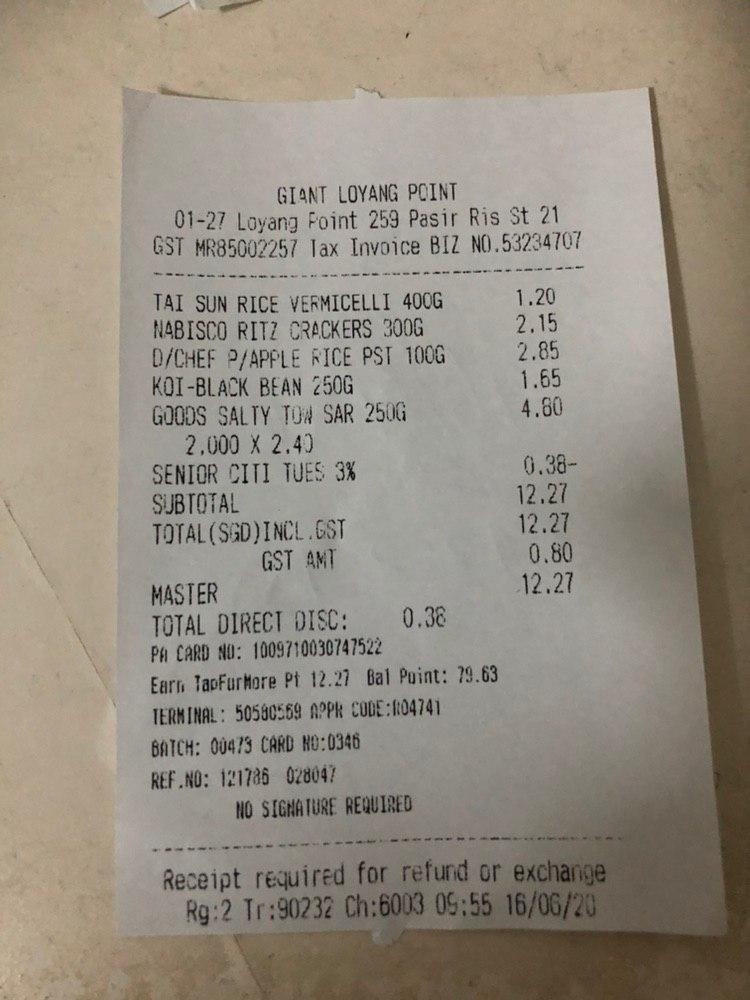 GIANT LOYANG POINT
01-27 Loyang Point 259 Pasir Ris St 21
GST MR85002257 Tax Invoice BIZ NO.53234707
TAI SUN RICE VERMICELLI 400G 1.20
NABISCO RITZ CRACKERS 300G 2.15
D/CHEF P/APPLE RICE PST 100G 2.85
KOI-BLACK BEAN 250G 1.65
GOODS SALTY TOW SAR 250G 4.80
2.000 X 2.40
SENIOR CITI TUES 3% 0.38-
SUBTOTAL 12.27
TOTAL(SGD)INCL.GST 12.27
GST AMT 0.80
MASTER 12.27
TOTAL DIRECT DISC: 0.38
PA CARD NO: 1009710030747522
Earn TapForMore Pt 12.27 Bal Point: 79.63
TERMINAL: 50580569 APPR CODE:R04741
BATCH: 00473 CARD NO:0346
REF.NO: 121786 028047
NO SIGNATURE REQUIRED
Receipt required for refund or exchange
Rg:2 Tr:90232 Ch:6003 09:55 16/06/20